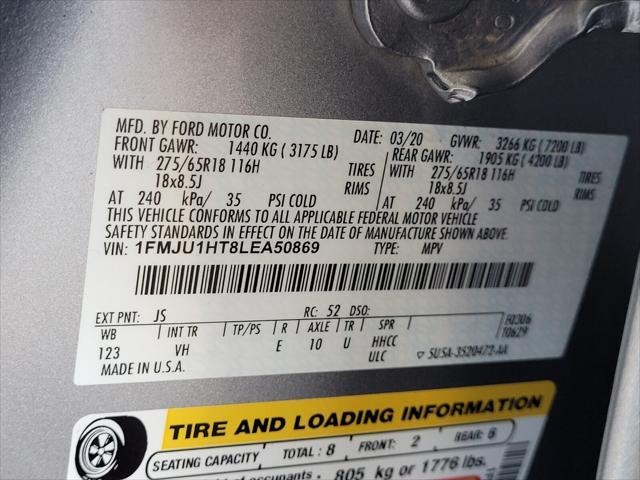 MFD. BY FORD MOTOR CO. DATE: 03/20 GVWR: 3266 KG (7200 LB)
FRONT GAWR: 1440 KG (3175 LB) REAR GAWR: 1905 KG (4200 LB)
WITH 275/65R18 116H TIRES WITH 275/65R18 116H TIRES
18x8.5J RIMS 18x8.5J RIMS
AT 240 kPa/ 35 PSI COLD AT 240 kPa/ 35 PSI COLD
THIS VEHICLE CONFORMS TO ALL APPLICABLE FEDERAL MOTOR VEHICLE
SAFETY STANDARDS IN EFFECT ON THE DATE OF MANUFACTURE SHOWN ABOVE.
VIN: 1FMJU1HT8LEA50869 TYPE: MPV
EXT PNT: JS RC: 52 DSO:
WB INT TR TP/PS R AXLE TR SPR
123 VH E 10 U HHCC
ULC
MADE IN U.S.A.
TIRE AND LOADING INFORMATION
SEATING CAPACITY TOTAL: 8 FRONT: 2 REAR: 6
occupants 805 kg or 1776 lbs.